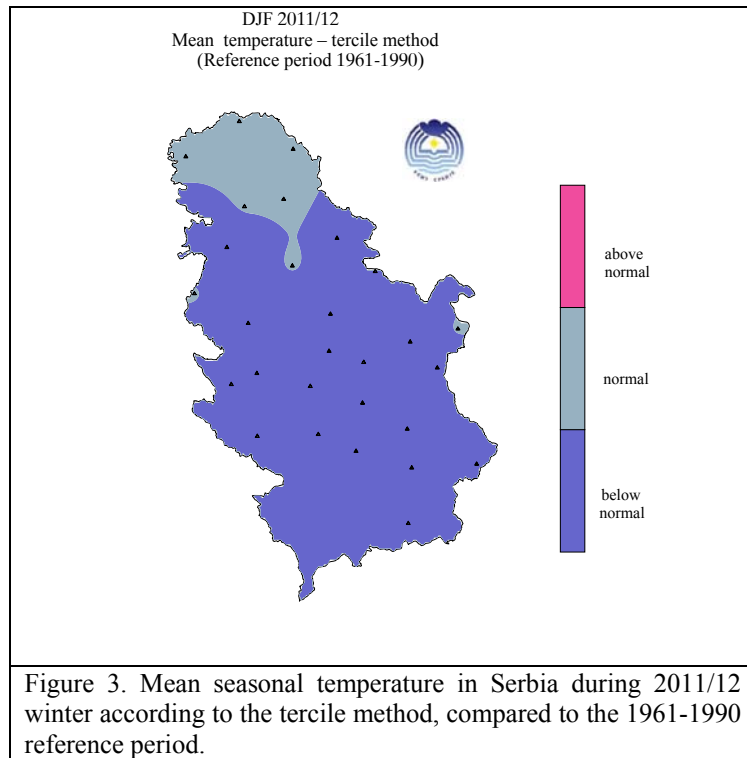 DJF 2011/12
Mean temperature – tercile method
(Reference period 1961-1990)
above
normal
normal
below
normal
Figure 3. Mean seasonal temperature in Serbia during 2011/12
winter according to the tercile method, compared to the 1961-1990
reference period.